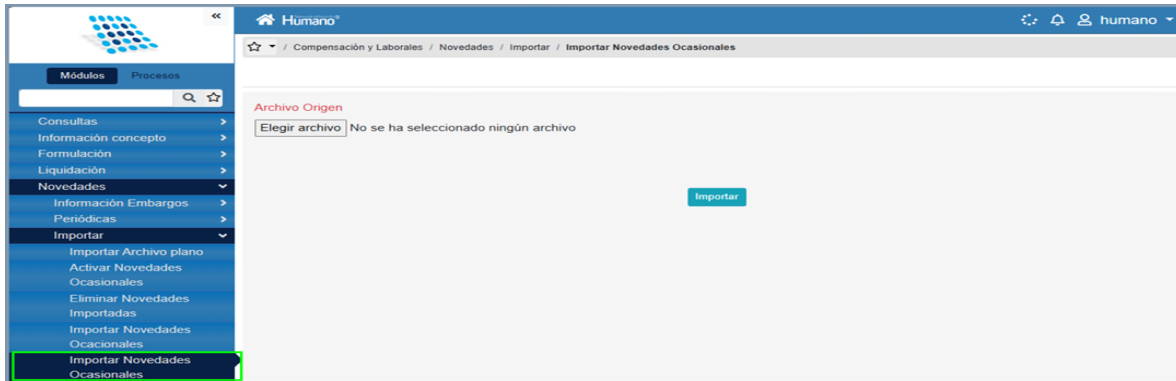 Humano®
humano
/ Compensación y Laborales / Novedades / Importar / Importar Novedades Ocasionales
Módulos Procesos
Consultas
Información concepto
Formulación
Liquidación
Novedades
Información Embargos
Periódicas
Importar
Importar Archivo plano
Activar Novedades
Ocasionales
Eliminar Novedades
Importadas
Importar Novedades
Ocacionales
Importar Novedades
Ocasionales
Archivo Origen
Elegir archivo No se ha seleccionado ningún archivo
Importar